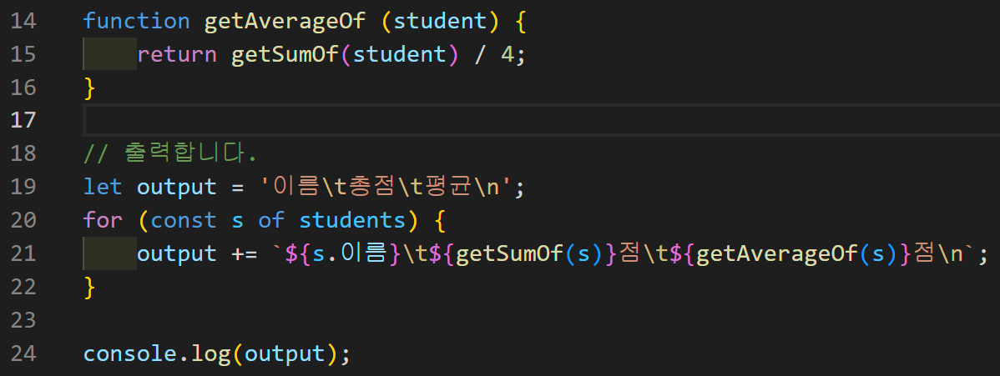 14 function getAverageOf (student) {
15     return getSumOf(student) / 4;
16 }
17
18 // 출력합니다.
19 let output = '이름\t총점\t평균\n';
20 for (const s of students) {
21     output += `${s.이름}\t${getSumOf(s)}점\t${getAverageOf(s)}점\n`;
22 }
23
24 console.log(output);